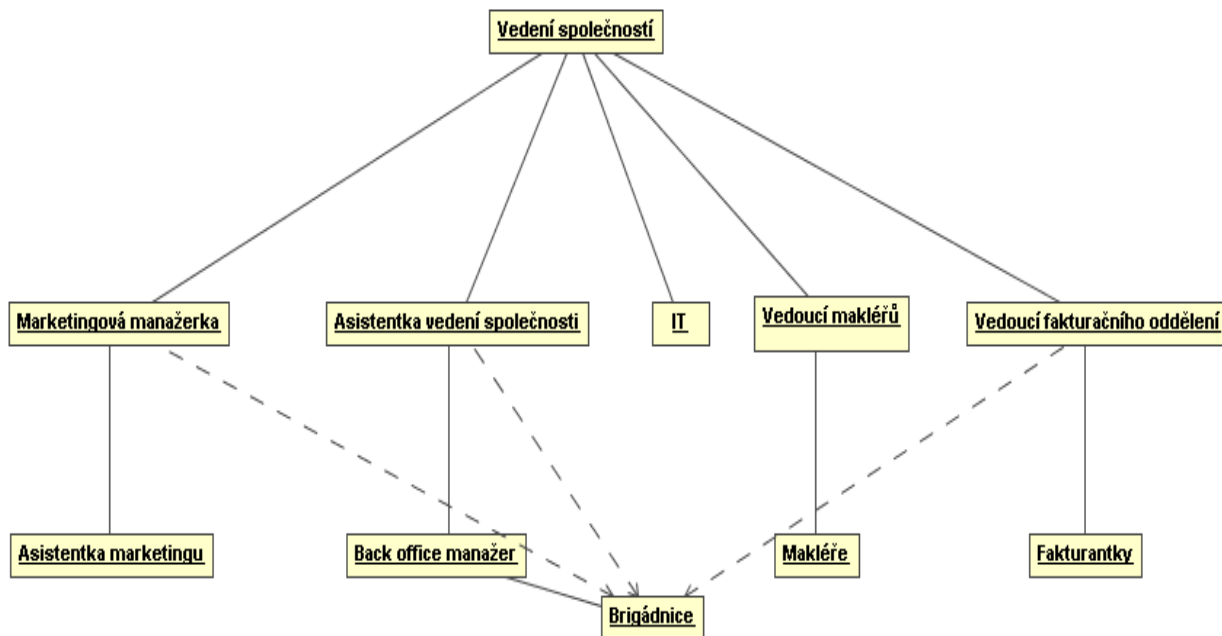 Vedení společností
Marketingová manažerka
Asistentka vedení společnosti
IT
Vedoucí makléřů
Vedoucí fakturačního oddělení
Asistentka marketingu
Back office manažer
Makléře
Fakturantky
Brigádnice